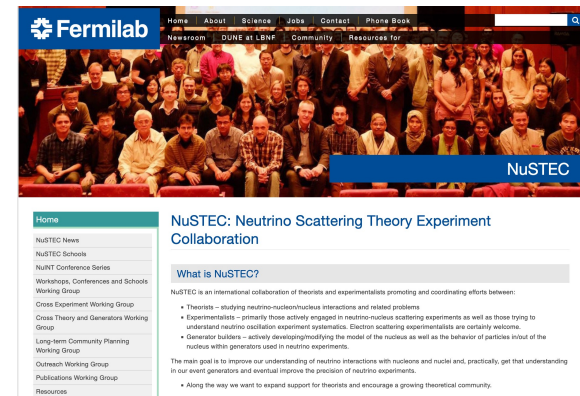 Fermilab
Home About Science Jobs Contact Phone Book
Newsroom DUNE at LBNF Community Resources for
NuSTEC
Home
NuSTEC News
NuSTEC Schools
NuINT Conference Series
Workshops, Conferences and Schools
Working Group
Cross Experiment Working Group
Cross Theory and Generators Working
Group
Long-term Community Planning
Working Group
Outreach Working Group
Publications Working Group
Resources
NuSTEC: Neutrino Scattering Theory Experiment
Collaboration
What is NuSTEC?
NuSTEC is an international collaboration of theorists and experimentalists promoting and coordinating efforts between:
• Theorists – studying neutrino-nucleon/nucleus interactions and related problems
• Experimentalists – primarily those actively engaged in neutrino-nucleus scattering experiments as well as those trying to
understand neutrino oscillation experiment systematics. Electron scattering experimentalists are certainly welcome.
• Generator builders – actively developing/modifying the model of the nucleus as well as the behavior of particles in/out of the
nucleus within generators used in neutrino experiments.
The main goal is to improve our understanding of neutrino interactions with nucleons and nuclei and, practically, get that understanding
in our event generators and eventual improve the precision of neutrino experiments.
• Along the way we want to expand support for theorists and encourage a growing theoretical community.